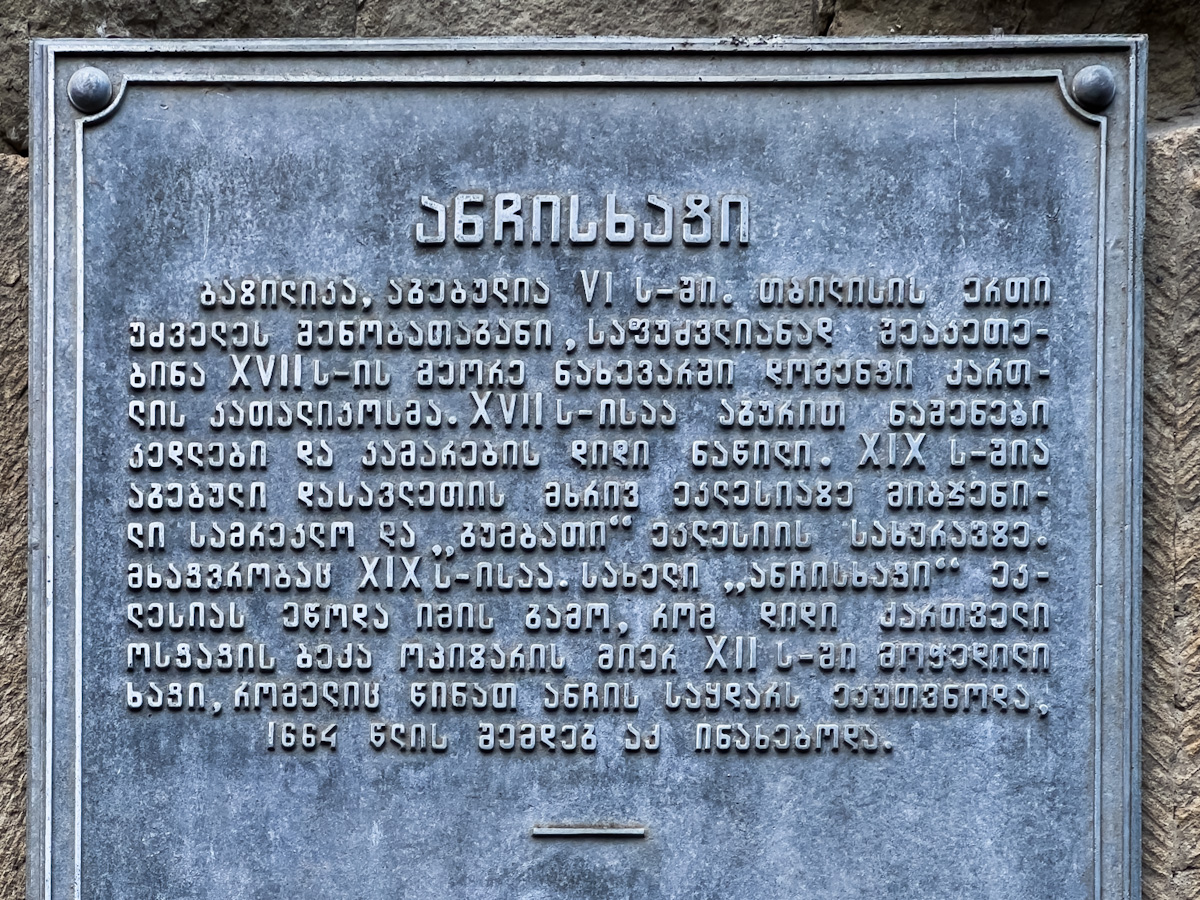 ანჩისხატი
ბაზილიკა, აგებულია VI ს-ში. თბილისის ერთი
უძველეს შენობათაგანი, საფუძვლიანად შეაკეთე-
ბინა XVII ს-ის მეორე ნახევარში დომენტი ქართ-
ლის კათალიკოსმა. XVII ს-ისაა აგურით ნაშენები
კედლები და კამარების დიდი ნაწილი. XIX ს-შია
აგებული დასავლეთის მხრივ ეკლესიაზე მიბჯენი-
ლი სამრეკლო და „გუმბათი“ ეკლესიის სახურავზე.
მხატვრობაც XIX ს-ისაა. სახელი „ანჩისხატი“ ეკ-
ლესიას ეწოდა იმის გამო, რომ დიდი ქართველი
ოსტატის ბექა ოპიზარის მიერ XII ს-ში მოჭედილი
ხატი, რომელიც წინათ ანჩის საყდარს ეკუთვნოდა,
1664 წლის შემდეგ აქ ინახებოდა.